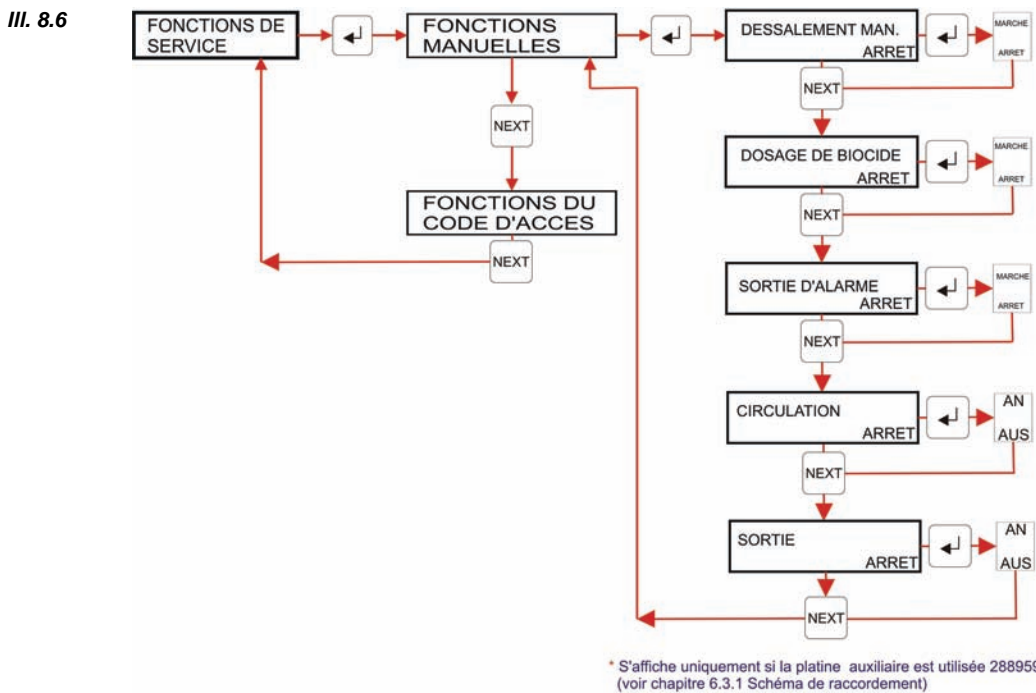 Ill. 8.6
FONCTIONS DE
SERVICE
FONCTIONS
MANUELLES
NEXT
FONCTIONS DU
CODE D'ACCES
NEXT
DESSALEMENT MAN.
ARRET
MARCHE
ARRET
NEXT
DOSAGE DE BIOCIDE
ARRET
MARCHE
ARRET
NEXT
SORTIE D'ALARME
ARRET
MARCHE
ARRET
NEXT
CIRCULATION
ARRET
AN
AUS
NEXT
SORTIE
ARRET
AN
AUS
NEXT
* S'affiche uniquement si la platine auxiliaire est utilisée 288959
(voir chapitre 6.3.1 Schéma de raccordement)